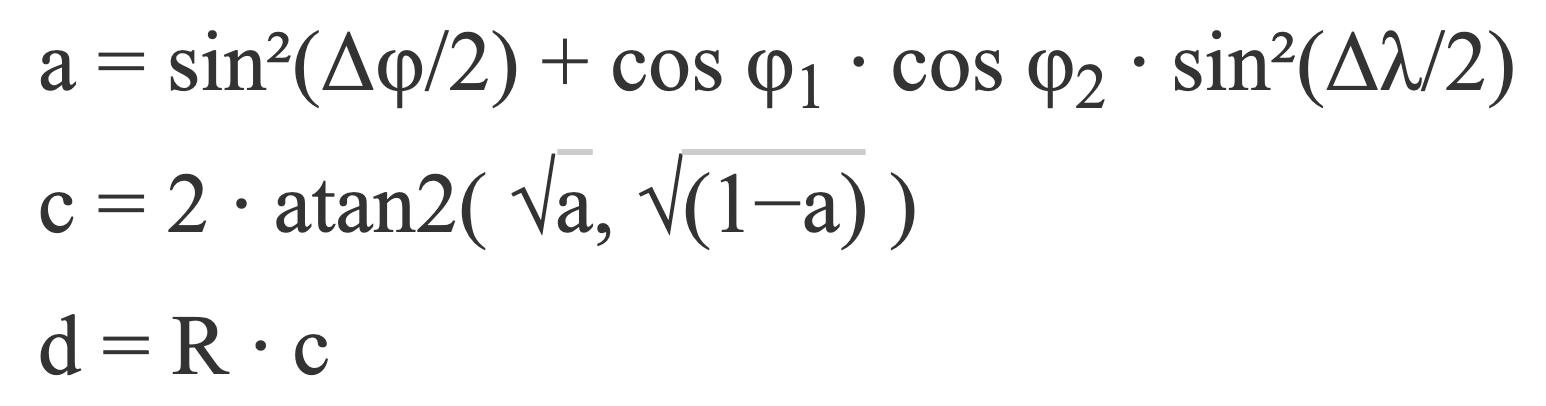 a = sin²(Δφ/2) + cos φ₁ ⋅ cos φ₂ ⋅ sin²(Δλ/2)
c = 2 ⋅ atan2( √a, √(1−a) )
d = R ⋅ c